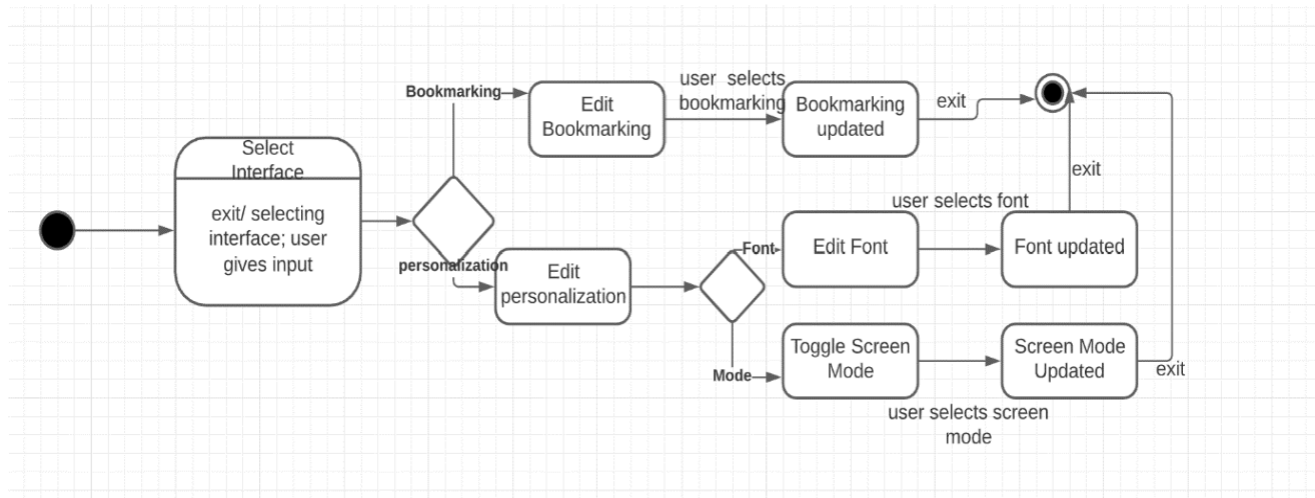 Select
Interface
exit/ selecting
interface; user
gives input
Bookmarking
Edit
Bookmarking
user selects
bookmarking
Bookmarking
updated
exit
personalization
Edit
personalization
Font
Edit Font
user selects font
Font updated
exit
Mode
Toggle Screen
Mode
user selects screen
mode
Screen Mode
Updated
exit